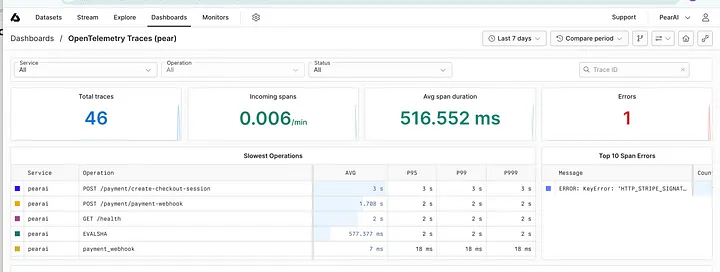 Datasets Stream Explore Dashboards Monitors Support PearAI
Dashboards / OpenTelemetry Traces (pear) Last 7 days Compare period
Service Operation Status
All All All Trace ID
Total traces Incoming spans Avg span duration Errors
46 0.006/min 516.552 ms 1
Slowest Operations Top 10 Span Errors
Service Operation AVG P95 P99 P999 Message Coun
pearai POST /payment/create-checkout-session 3 s 3 s 3 s 3 s ERROR: KeyError: 'HTTP_STRIPE_SIGNAT…
pearai POST /payment/payment-webhook 1.708 s 2 s 2 s 2 s
pearai GET /health 2 s 2 s 2 s 2 s
pearai EVALSHA 577.377 ms 2 s 2 s 2 s
pearai payment_webhook 7 ms 18 ms 18 ms 18 ms